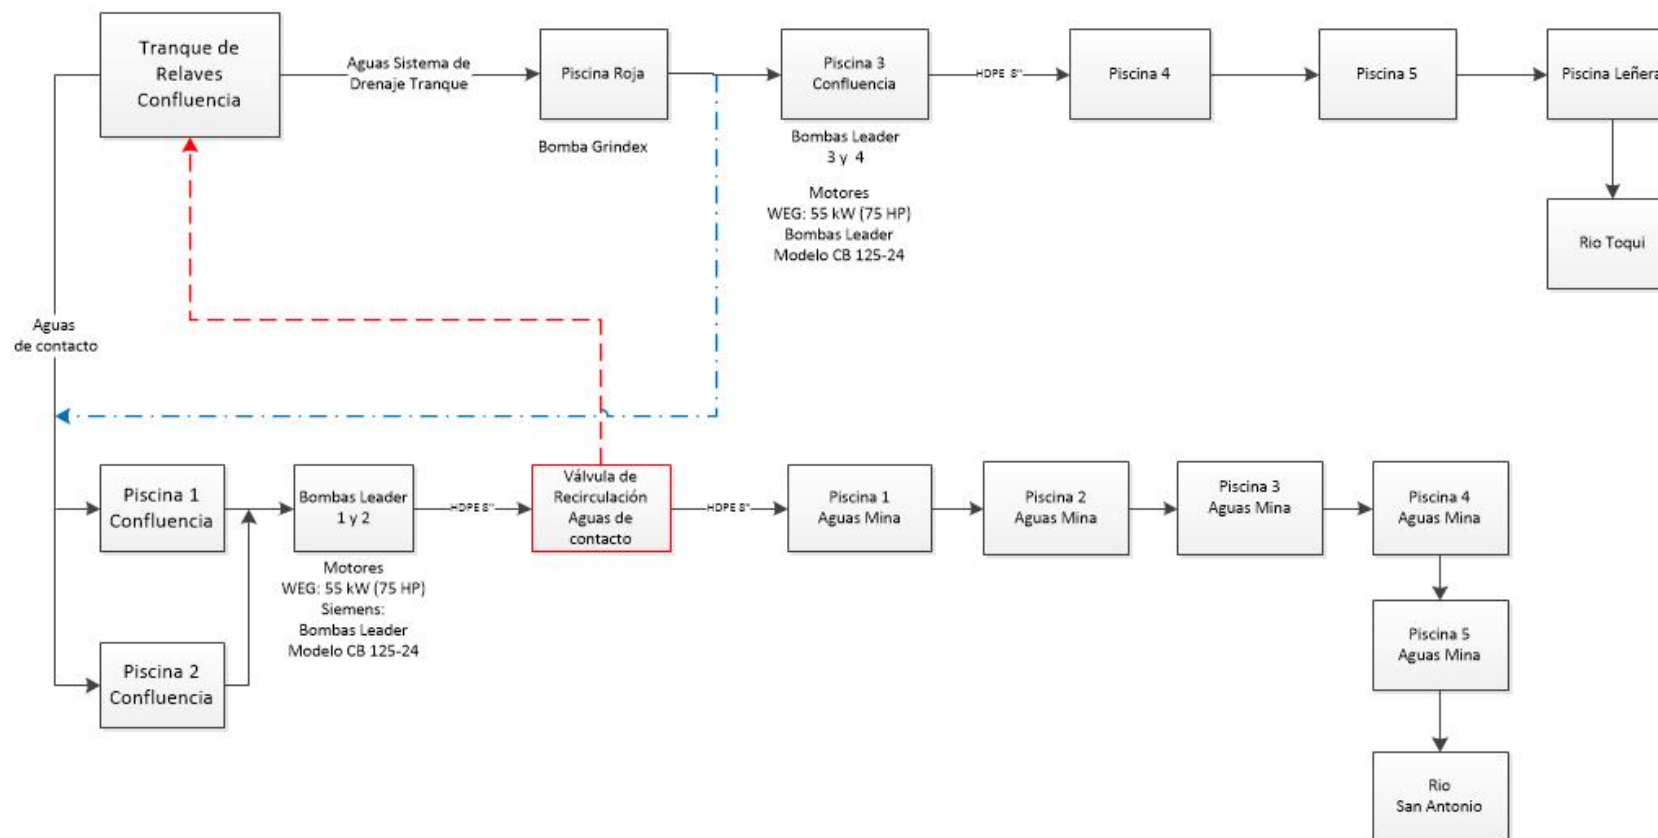 Tranque de
Relaves
Confluencia
Aguas Sistema de
Drenaje Tranque
Piscina Roja
Bomba Grindex
Piscina 3
Confluencia
Bombas Leader
3 y 4
Motores
WEG: 55 kW (75 HP)
Bombas Leader
Modelo CB 125-24
HDPE 8"
Piscina 4
Piscina 5
Piscina Leñera
Rio Toqui
Aguas
de contacto
Piscina 1
Confluencia
Piscina 2
Confluencia
Bombas Leader
1 y 2
Motores
WEG: 55 kW (75 HP)
Siemens:
Bombas Leader
Modelo CB 125-24
HDPE 8"
Válvula de
Recirculación
Aguas de
contacto
HDPE 8"
Piscina 1
Aguas Mina
Piscina 2
Aguas Mina
Piscina 3
Aguas Mina
Piscina 4
Aguas Mina
Piscina 5
Aguas Mina
Rio
San Antonio